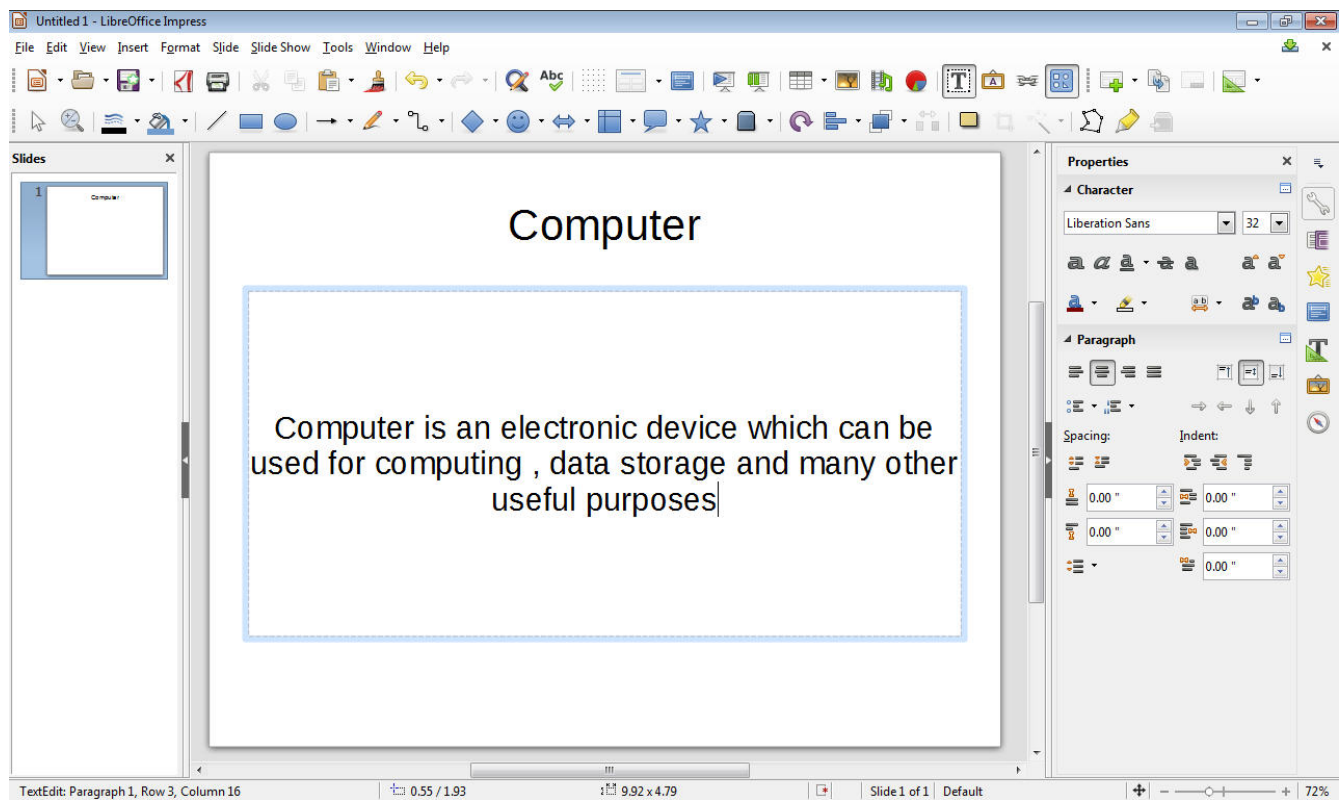 Untitled 1 - LibreOffice Impress
File Edit View Insert Format Slide Slide Show Tools Window Help
Abc
Slides
1
Computer
Computer
Computer is an electronic device which can be
used for computing , data storage and many other
useful purposes
Properties
Character
Liberation Sans 32
Paragraph
Spacing: Indent:
0.00 " 0.00 "
0.00 " 0.00 "
0.00 "
TextEdit: Paragraph 1, Row 3, Column 16 0.55 / 1.93 9.92 x 4.79 Slide 1 of 1 Default 72%